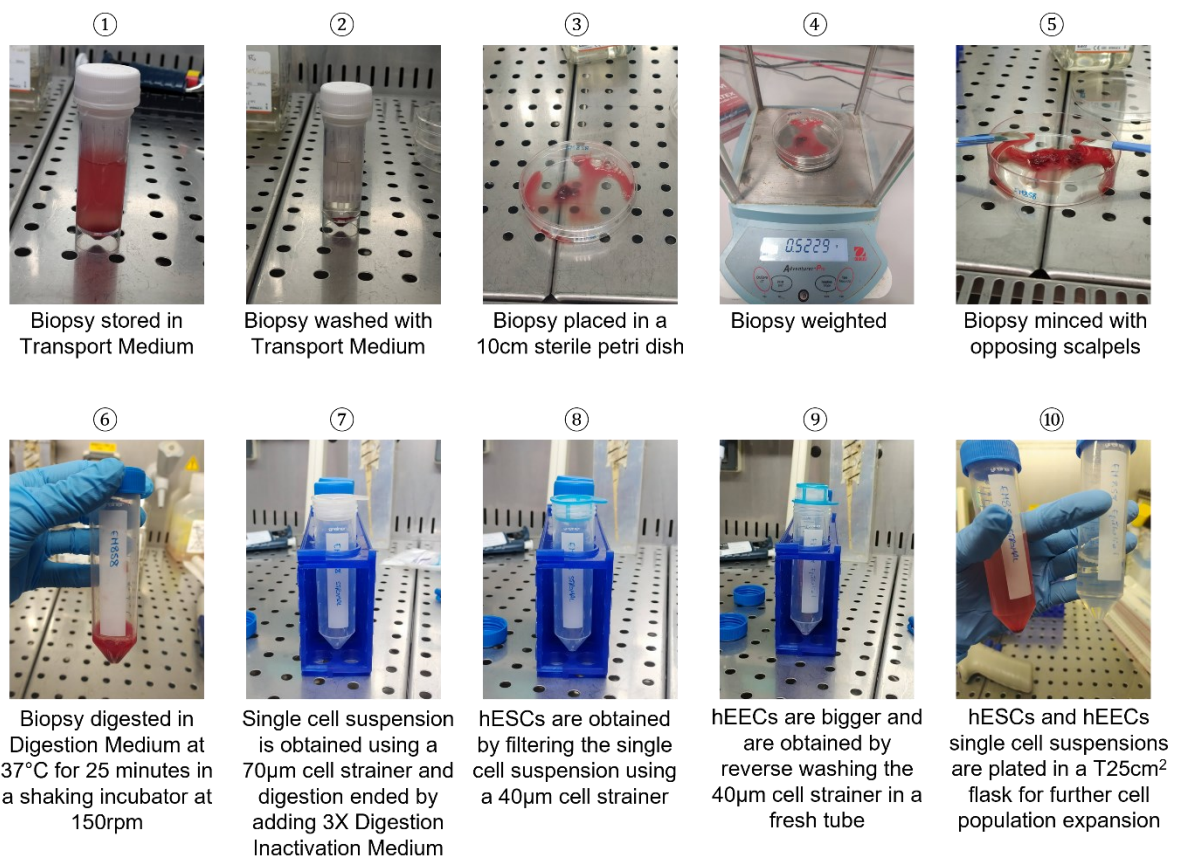 ①
②
③
④
⑤
Biopsy stored in
Transport Medium
Biopsy washed with
Transport Medium
Biopsy placed in a
10cm sterile petri dish
0.5229
Adventurer Pro
Biopsy weighted
EM858
Biopsy minced with
opposing scalpels
⑥
⑦
⑧
⑨
⑩
EM858
Biopsy digested in
Digestion Medium at
37°C for 25 minutes in
a shaking incubator at
150rpm
Single cell suspension
is obtained using a
70µm cell strainer and
digestion ended by
adding 3X Digestion
Inactivation Medium
STROMAL
hESCs are obtained
by filtering the single
cell suspension using
a 40µm cell strainer
hEECs are bigger and
are obtained by
reverse washing the
40µm cell strainer in a
fresh tube
hESCs and hEECs
single cell suspensions
are plated in a T25cm²
flask for further cell
population expansion